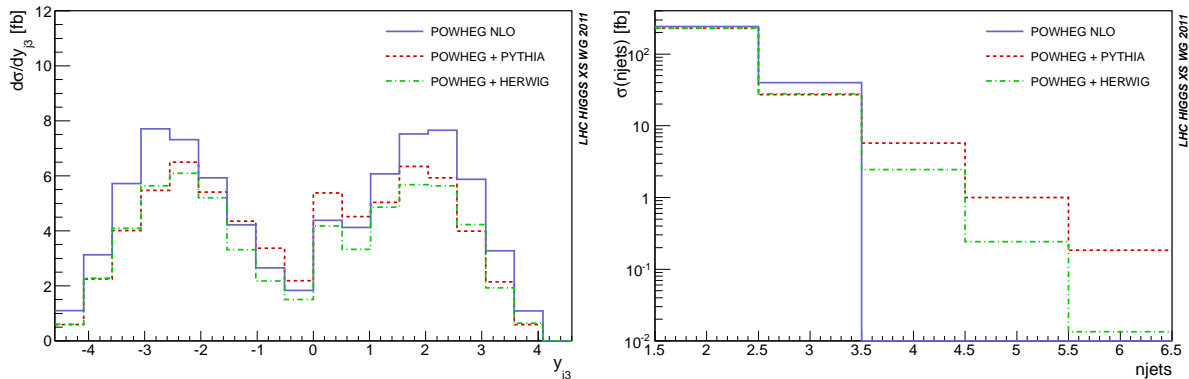 dσ/dy_j3 [fb]
12
10
8
6
4
2
0
-4 -3 -2 -1 0 1 2 3 4
y_j3
POWHEG NLO
POWHEG + PYTHIA
POWHEG + HERWIG
LHC HIGGS XS WG 2011
σ(njets) [fb]
10²
10
1
10⁻¹
10⁻²
1.5 2 2.5 3 3.5 4 4.5 5 5.5 6 6.5
njets
POWHEG NLO
POWHEG + PYTHIA
POWHEG + HERWIG
LHC HIGGS XS WG 2011